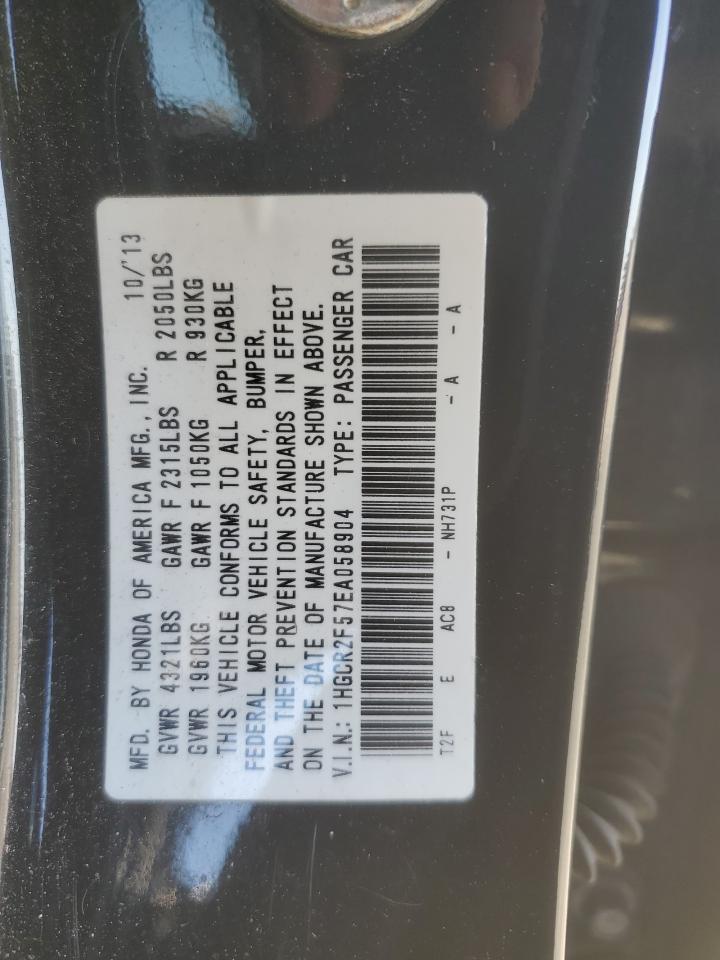 MFD. BY HONDA OF AMERICA MFG., INC. 10/'13
GVWR 4321LBS GAWR F 2315LBS R 2050LBS
GVWR 1960KG GAWR F 1050KG R 930KG
THIS VEHICLE CONFORMS TO ALL APPLICABLE
FEDERAL MOTOR VEHICLE SAFETY, BUMPER,
AND THEFT PREVENTION STANDARDS IN EFFECT
ON THE DATE OF MANUFACTURE SHOWN ABOVE.
V.I.N.: 1HGCR2F57EA058904 TYPE: PASSENGER CAR
T2F E AC8 - NH731P - A - A